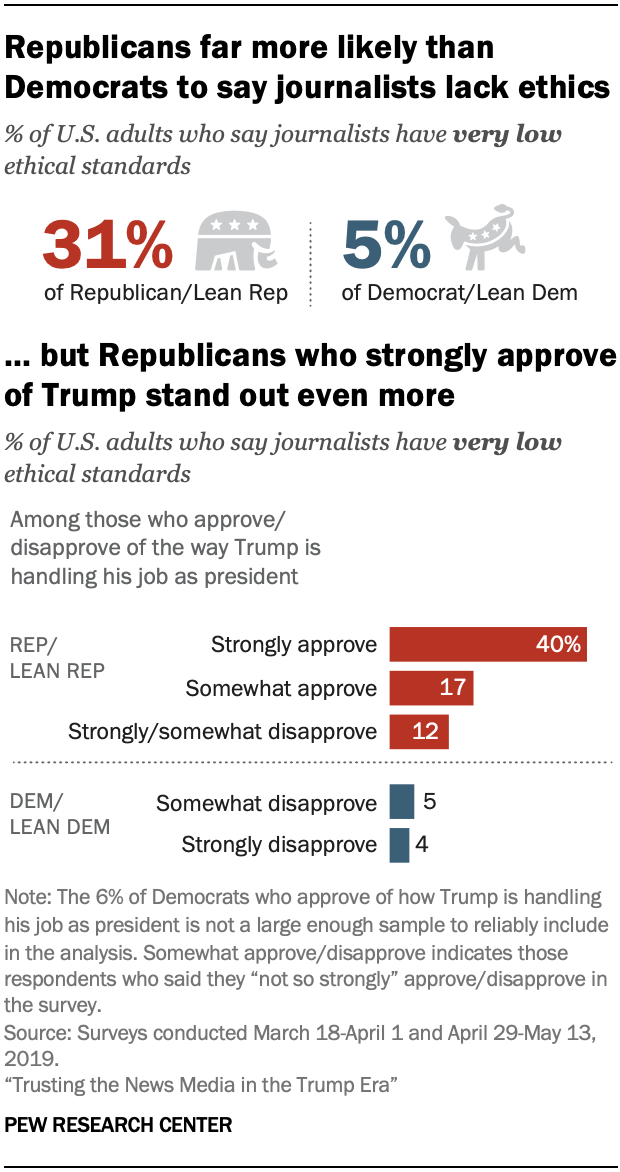 Republicans far more likely than
Democrats to say journalists lack ethics
% of U.S. adults who say journalists have very low
ethical standards
31%
of Republican/Lean Rep
5%
of Democrat/Lean Dem
... but Republicans who strongly approve
of Trump stand out even more
% of U.S. adults who say journalists have very low
ethical standards
Among those who approve/
disapprove of the way Trump is
handling his job as president
REP/
LEAN REP
Strongly approve 40%
Somewhat approve 17
Strongly/somewhat disapprove 12
DEM/
LEAN DEM
Somewhat disapprove 5
Strongly disapprove 4
Note: The 6% of Democrats who approve of how Trump is handling
his job as president is not a large enough sample to reliably include
in the analysis. Somewhat approve/disapprove indicates those
respondents who said they “not so strongly” approve/disapprove in
the survey.
Source: Surveys conducted March 18-April 1 and April 29-May 13,
2019.
“Trusting the News Media in the Trump Era”
PEW RESEARCH CENTER